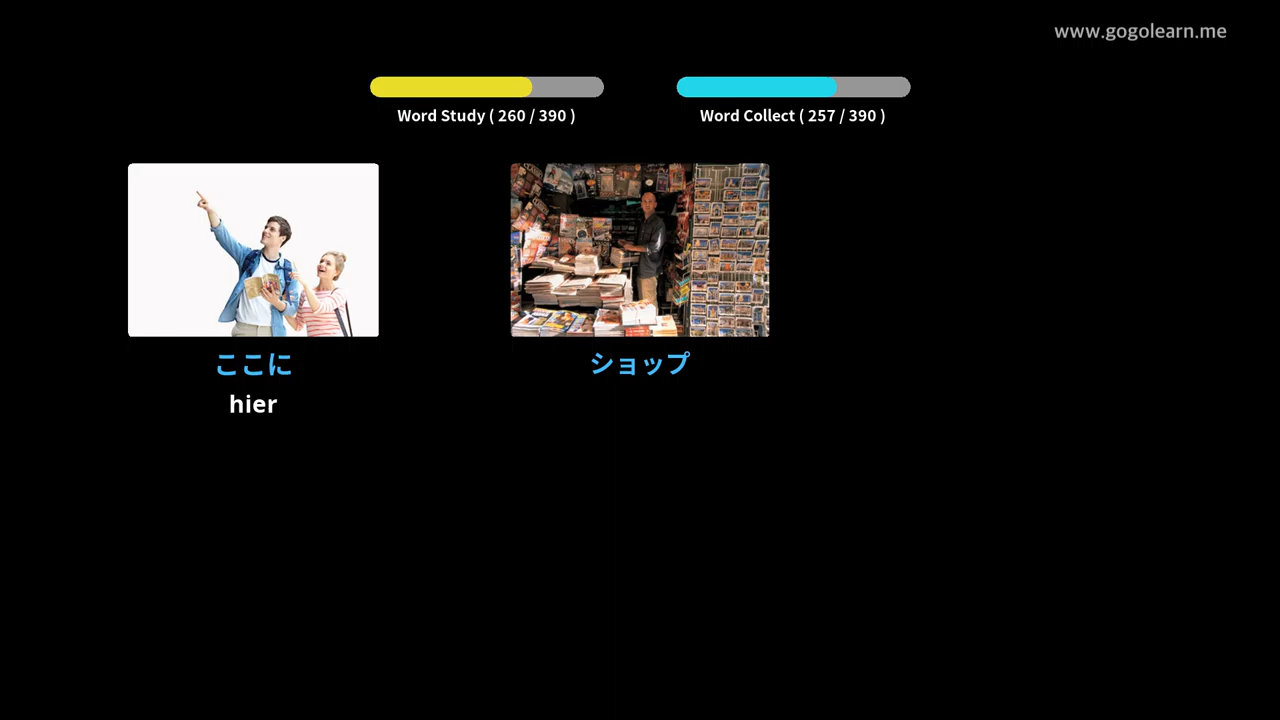 www.gogolearn.me
Word Study ( 260 / 390 )
Word Collect ( 257 / 390 )
ここに
ショップ
hier